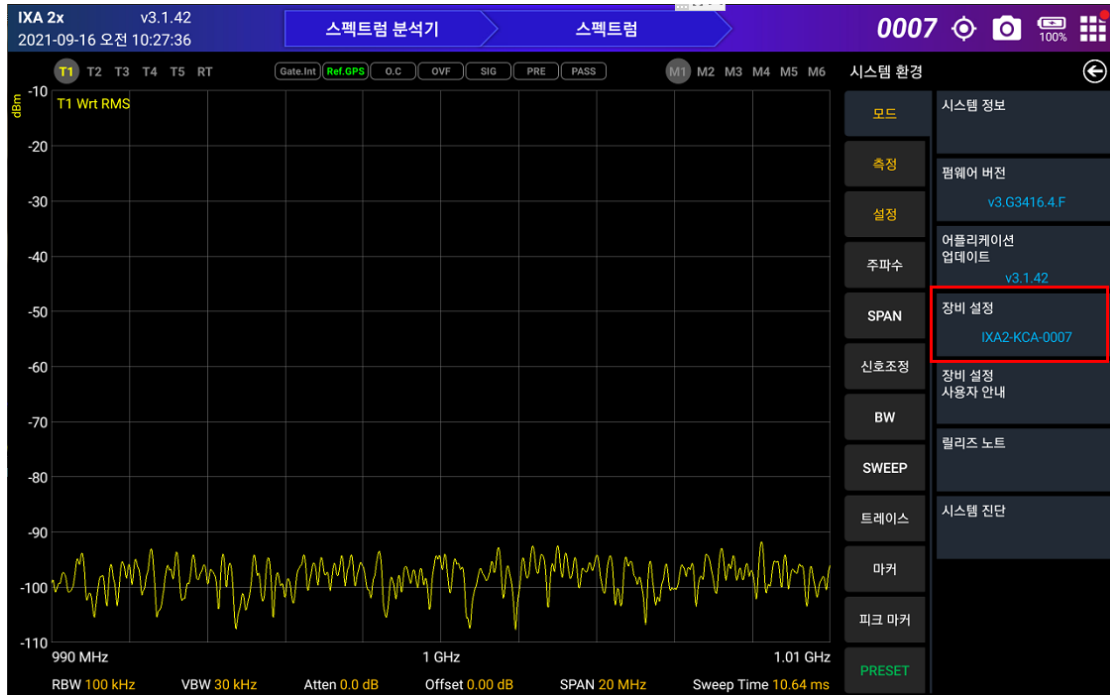 IXA 2x v3.1.42
2021-09-16 오전 10:27:36
스펙트럼 분석기
스펙트럼
0007
100%
T1 T2 T3 T4 T5 RT
Gate.Int Ref.GPS O.C OVF SIG PRE PASS
M1 M2 M3 M4 M5 M6
시스템 환경
dBm
T1 Wrt RMS
-10
-20
-30
-40
-50
-60
-70
-80
-90
-100
-110
990 MHz 1 GHz 1.01 GHz
RBW 100 kHz VBW 30 kHz Atten 0.0 dB Offset 0.00 dB SPAN 20 MHz Sweep Time 10.64 ms
모드
측정
설정
주파수
SPAN
신호조정
BW
SWEEP
트레이스
마커
피크 마커
PRESET
시스템 정보
펌웨어 버전
v3.G3416.4.F
어플리케이션
업데이트
v3.1.42
장비 설정
IXA2-KCA-0007
장비 설정
사용자 안내
릴리즈 노트
시스템 진단